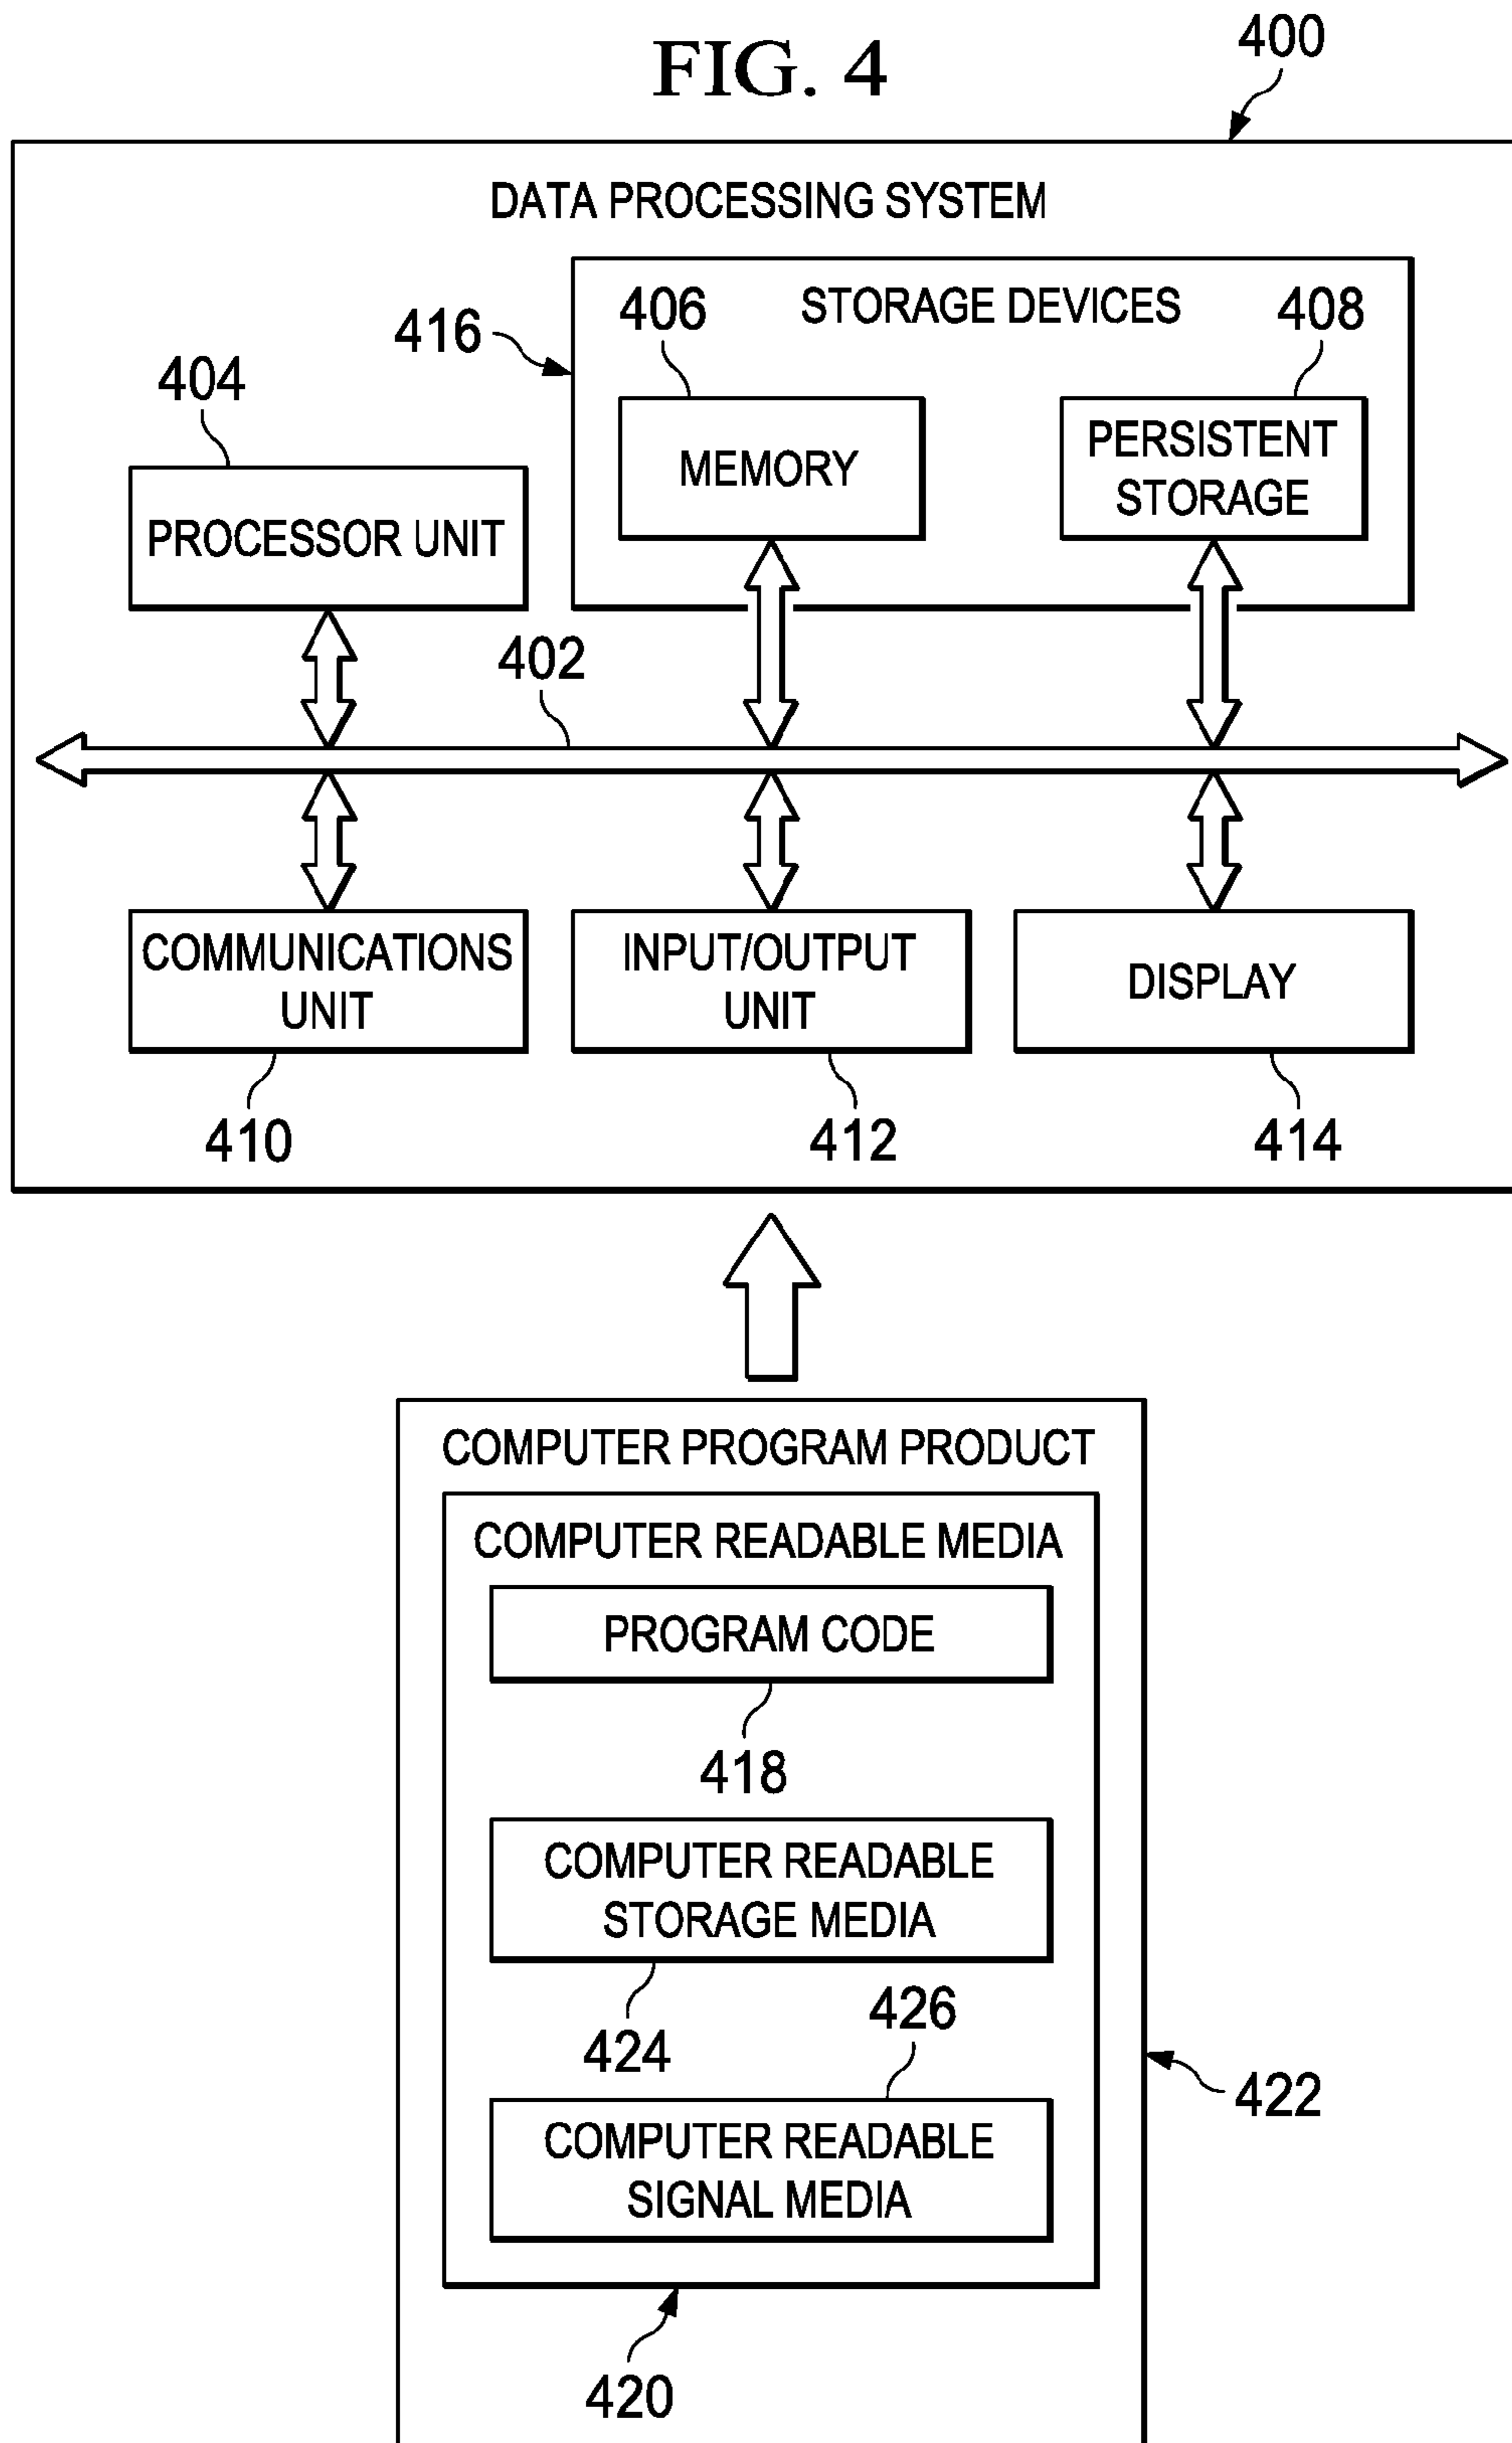 FIG. 4
400
DATA PROCESSING SYSTEM
416
STORAGE DEVICES
406
408
404
MEMORY
PERSISTENT
STORAGE
PROCESSOR UNIT
402
COMMUNICATIONS
UNIT
INPUT/OUTPUT
UNIT
DISPLAY
410
412
414
COMPUTER PROGRAM PRODUCT
COMPUTER READABLE MEDIA
PROGRAM CODE
418
COMPUTER READABLE
STORAGE MEDIA
424
426
COMPUTER READABLE
SIGNAL MEDIA
422
420